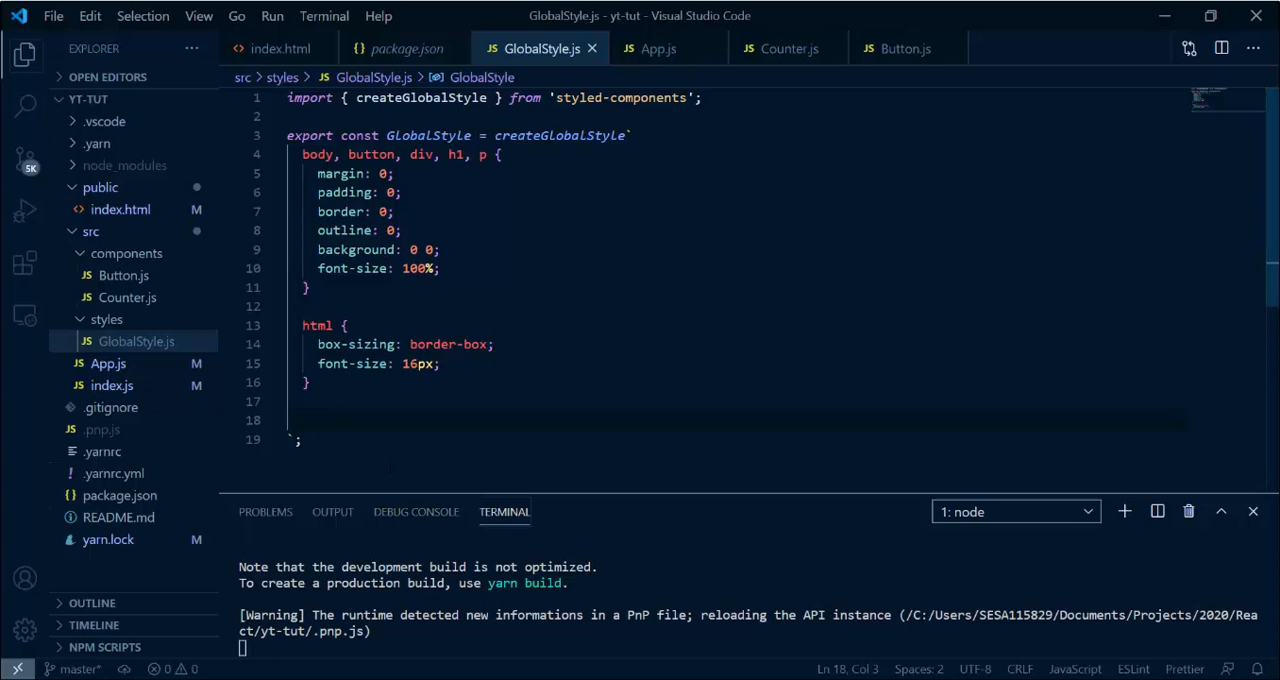 File Edit Selection View Go Run Terminal Help GlobalStyle.js - yt-tut - Visual Studio Code
EXPLORER ...
index.html package.json GlobalStyle.js App.js Counter.js Button.js
OPEN EDITORS
src > styles > JS GlobalStyle.js > GlobalStyle
YT-TUT
.vscode
.yarn
node_modules
public
<> index.html M
src
components
JS Button.js
JS Counter.js
styles
JS GlobalStyle.js
JS App.js M
JS index.js M
.gitignore
JS .pnp.js
.yarnrc
! .yarnrc.yml
{} package.json
README.md
yarn.lock M
OUTLINE
TIMELINE
NPM SCRIPTS
5K
1 import { createGlobalStyle } from 'styled-components';
2
3 export const GlobalStyle = createGlobalStyle`
4 body, button, div, h1, p {
5 margin: 0;
6 padding: 0;
7 border: 0;
8 outline: 0;
9 background: 0 0;
10 font-size: 100%;
11 }
12
13 html {
14 box-sizing: border-box;
15 font-size: 16px;
16 }
17
18
19 `;
PROBLEMS OUTPUT DEBUG CONSOLE TERMINAL 1: node
Note that the development build is not optimized.
To create a production build, use yarn build.
[Warning] The runtime detected new informations in a PnP file; reloading the API instance (/C:/Users/SESA115829/Documents/Projects/2020/Rea
ct/yt-tut/.pnp.js)
master* 0 0 Ln 18, Col 3 Spaces: 2 UTF-8 CRLF JavaScript ESLint Prettier